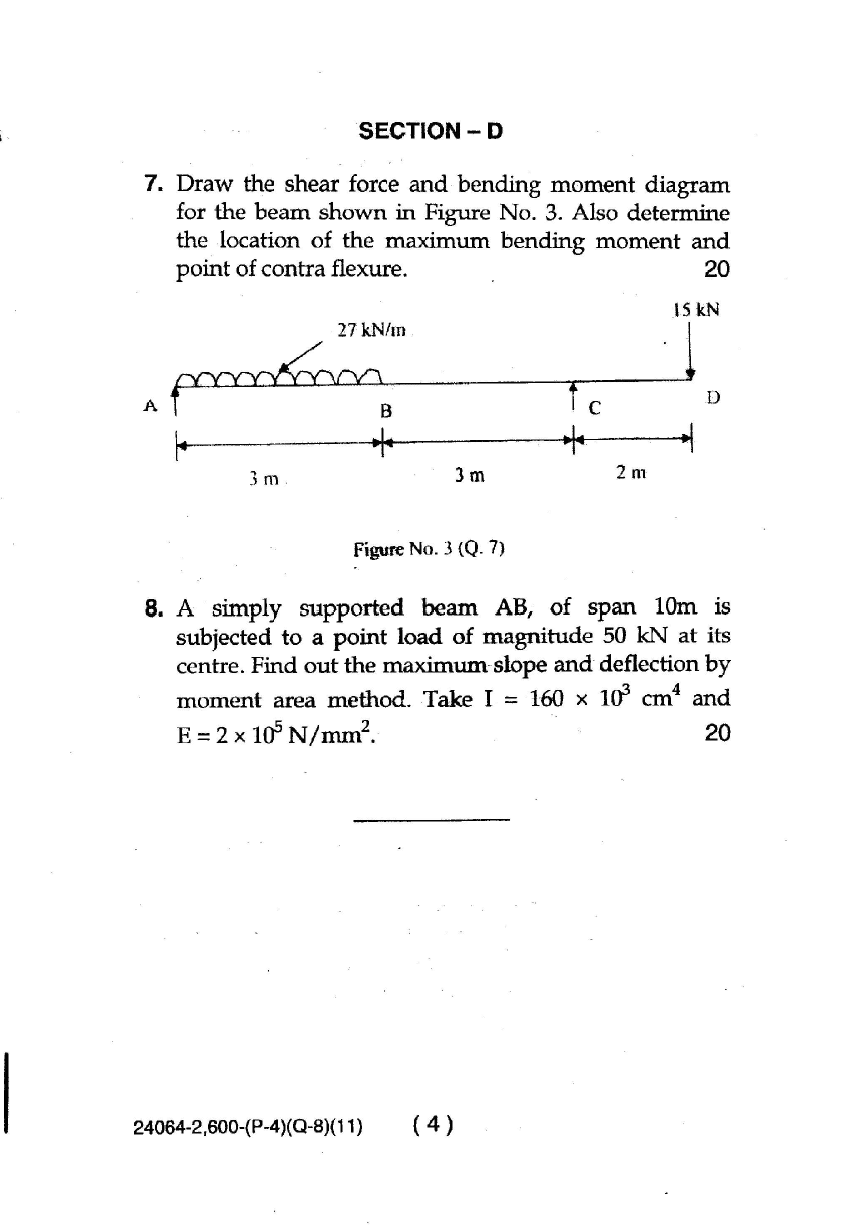 SECTION – D
7. Draw the shear force and bending moment diagram
for the beam shown in Figure No. 3. Also determine
the location of the maximum bending moment and
point of contra flexure. 20
15 kN
27 kN/m
A
B
C
D
3 m
3 m
2 m
Figure No. 3 (Q. 7)
8. A simply supported beam AB, of span 10m is
subjected to a point load of magnitude 50 kN at its
centre. Find out the maximum slope and deflection by
moment area method. Take I = 160 × 10³ cm⁴ and
E = 2 × 10⁵ N/mm². 20
24064-2,600-(P-4)(Q-8)(11) ( 4 )